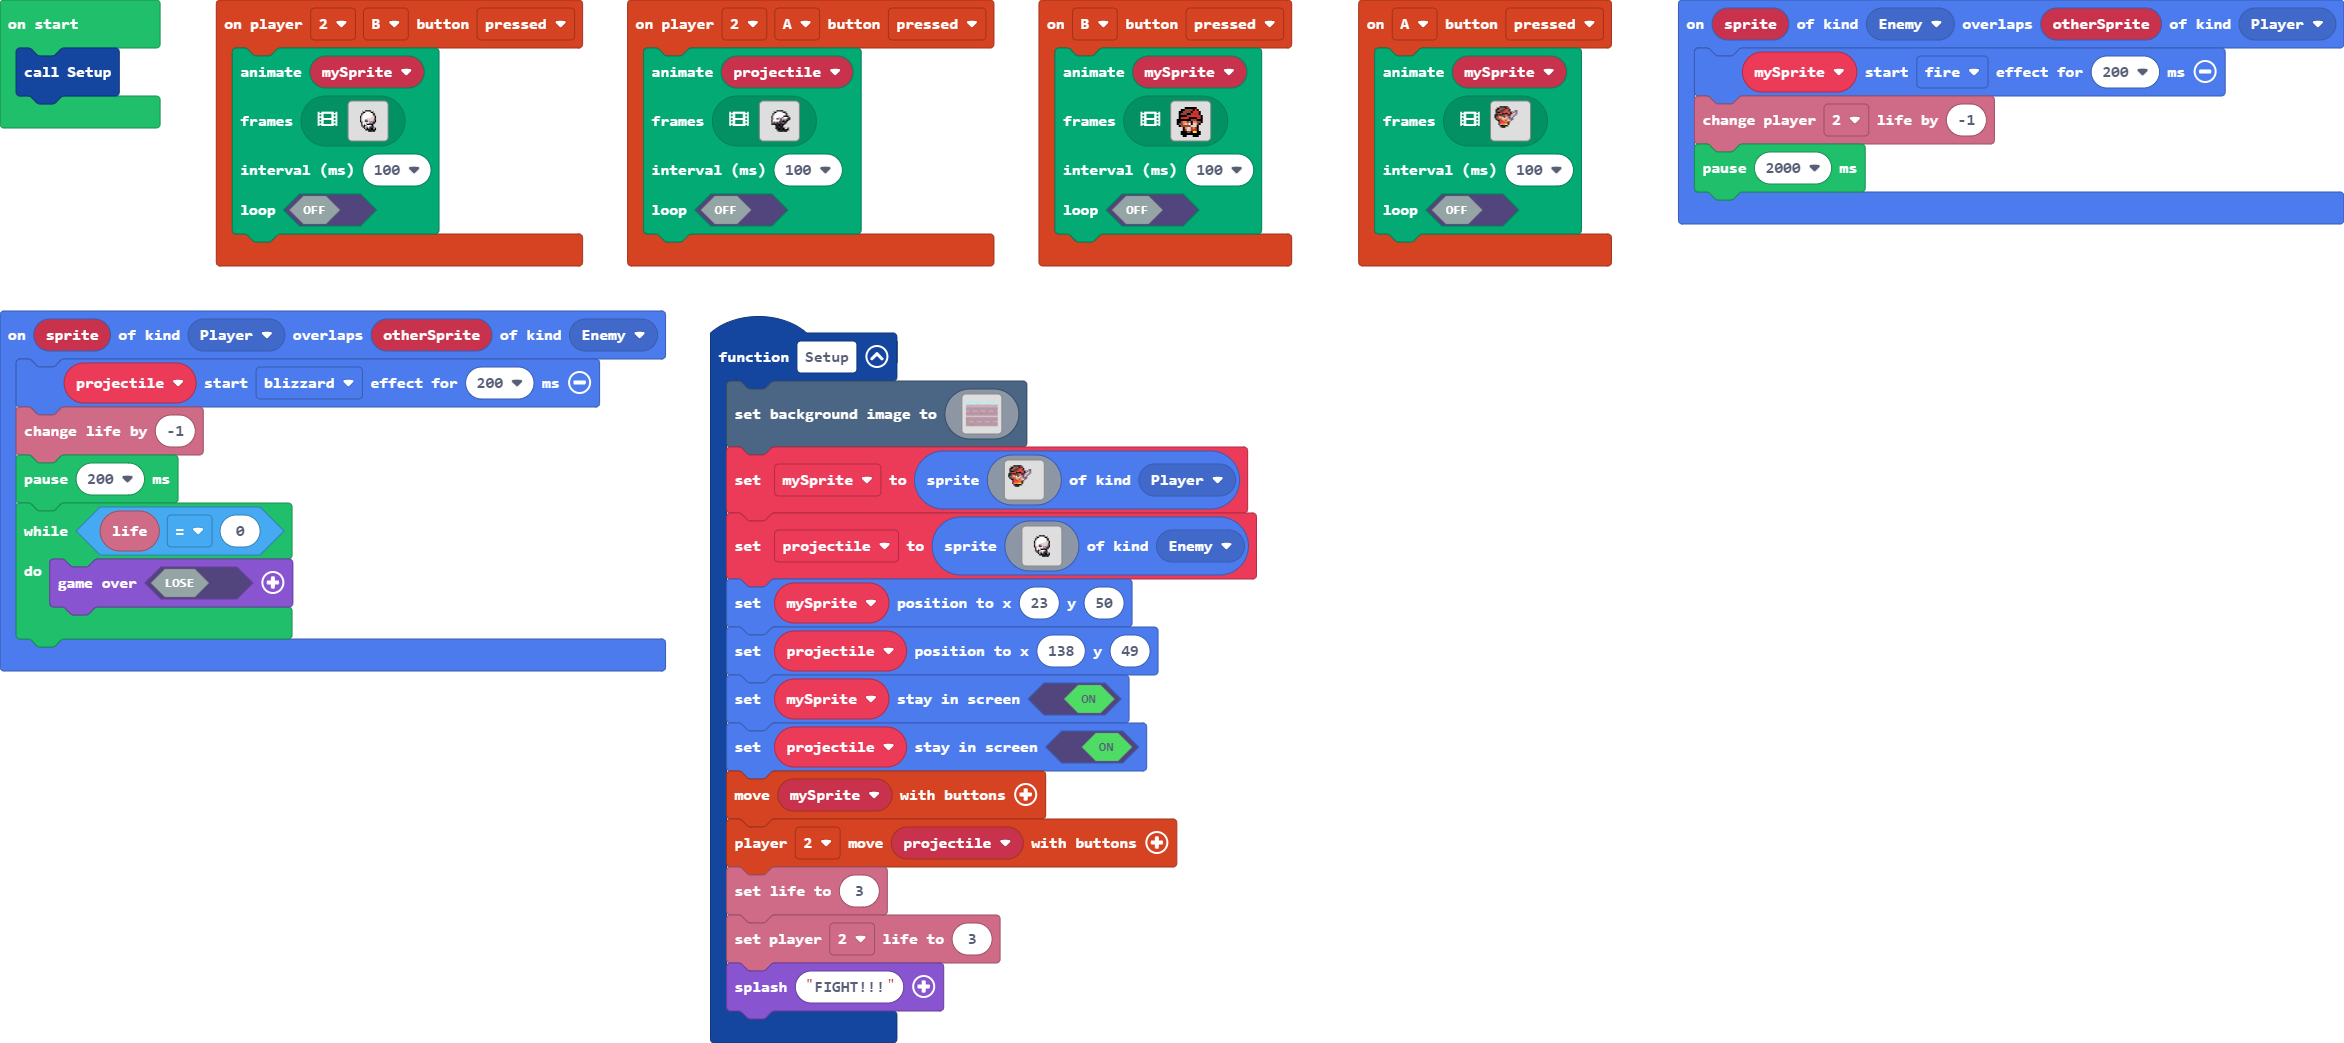 on start
call Setup
on player 2 B button pressed
animate mySprite
frames
interval (ms) 100
loop OFF
on player 2 A button pressed
animate projectile
frames
interval (ms) 100
loop OFF
on B button pressed
animate mySprite
frames
interval (ms) 100
loop OFF
on A button pressed
animate mySprite
frames
interval (ms) 100
loop OFF
on sprite of kind Enemy overlaps otherSprite of kind Player
mySprite start fire effect for 200 ms
change player 2 life by -1
pause 2000 ms
on sprite of kind Player overlaps otherSprite of kind Enemy
projectile start blizzard effect for 200 ms
change life by -1
pause 200 ms
while life = 0
do
game over LOSE
function Setup
set background image to
set mySprite to sprite of kind Player
set projectile to sprite of kind Enemy
set mySprite position to x 23 y 50
set projectile position to x 138 y 49
set mySprite stay in screen ON
set projectile stay in screen ON
move mySprite with buttons
player 2 move projectile with buttons
set life to 3
set player 2 life to 3
splash "FIGHT!!!"